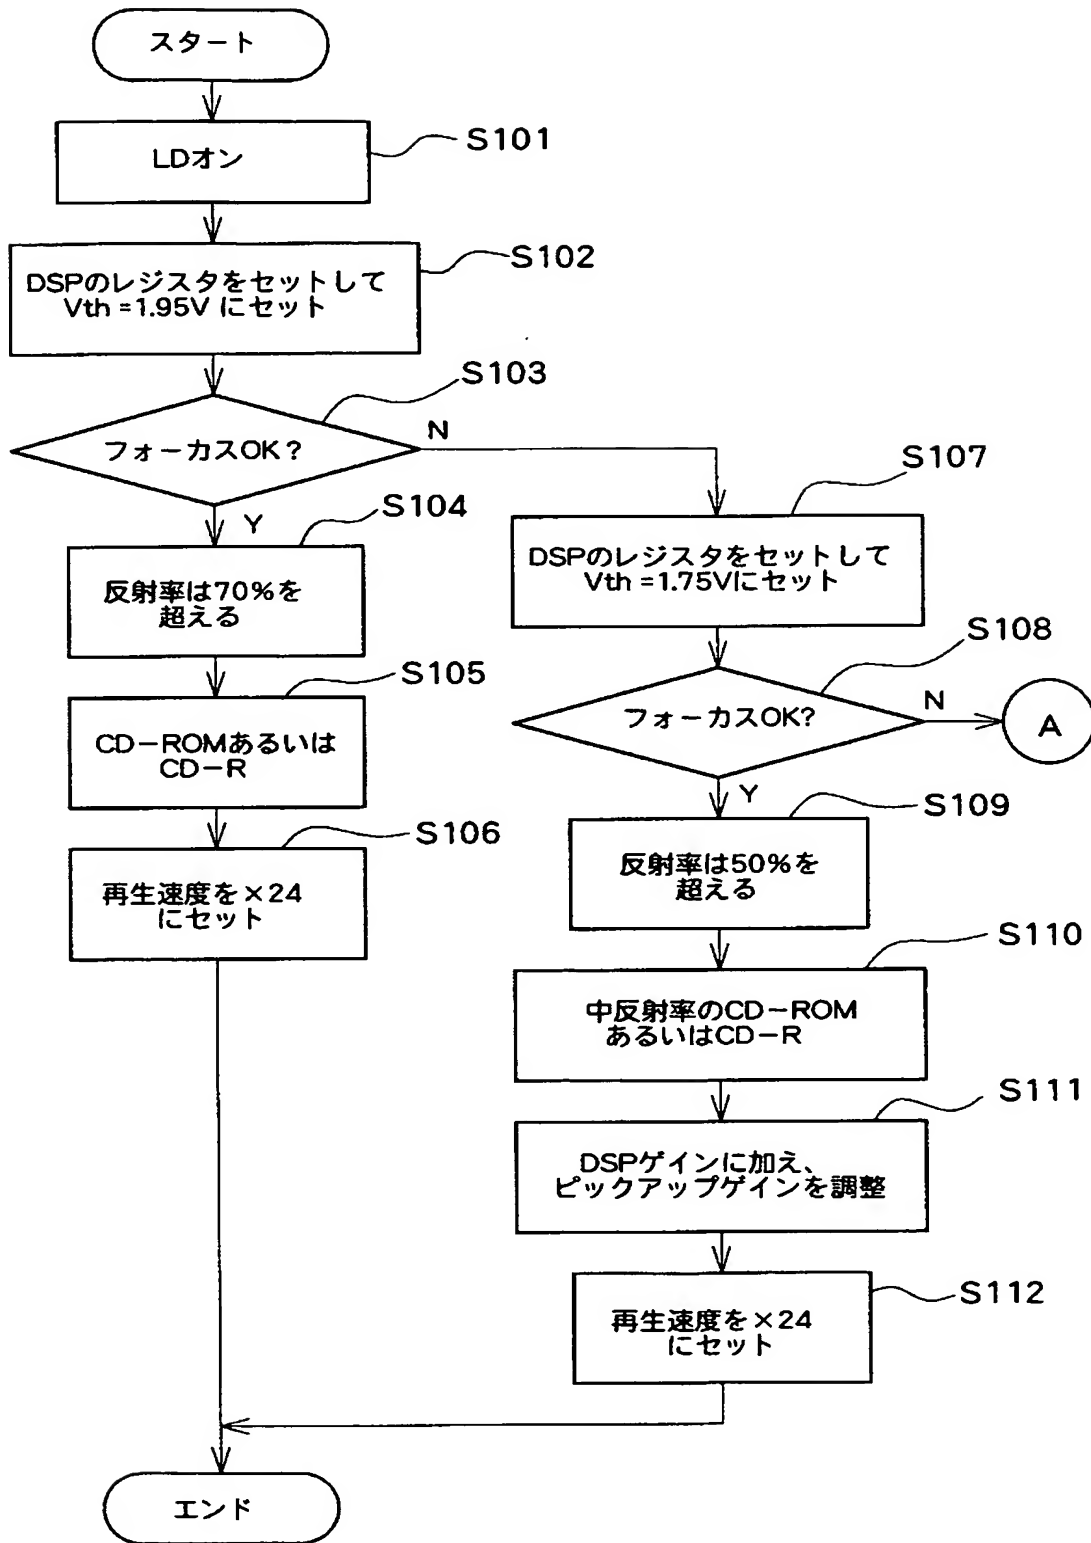 スタート
LDオン
S101
DSPのレジスタをセットして
Vth =1.95V にセット
S102
フォーカスOK?
S103
N
Y
反射率は70%を
超える
S104
CD-ROMあるいは
CD-R
S105
再生速度を×24
にセット
S106
DSPのレジスタをセットして
Vth =1.75Vにセット
S107
フォーカスOK?
S108
N
A
Y
反射率は50%を
超える
S109
中反射率のCD-ROM
あるいはCD-R
S110
DSPゲインに加え、
ピックアップゲインを調整
S111
再生速度を×24
にセット
S112
エンド